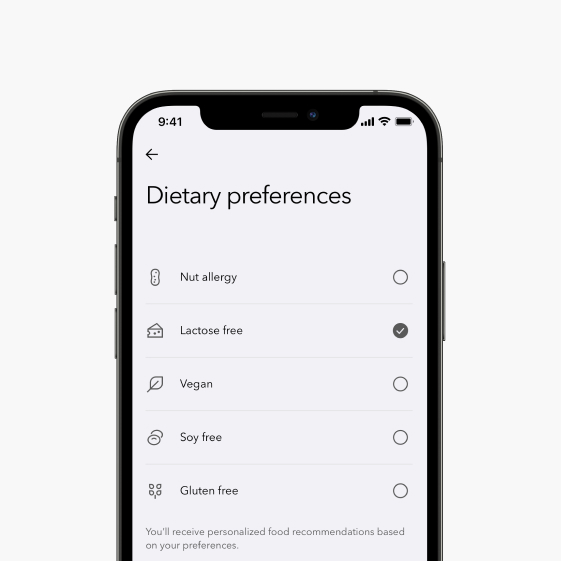 9:41
Dietary preferences
Nut allergy
Lactose free
Vegan
Soy free
Gluten free
You'll receive personalized food recommendations based
on your preferences.